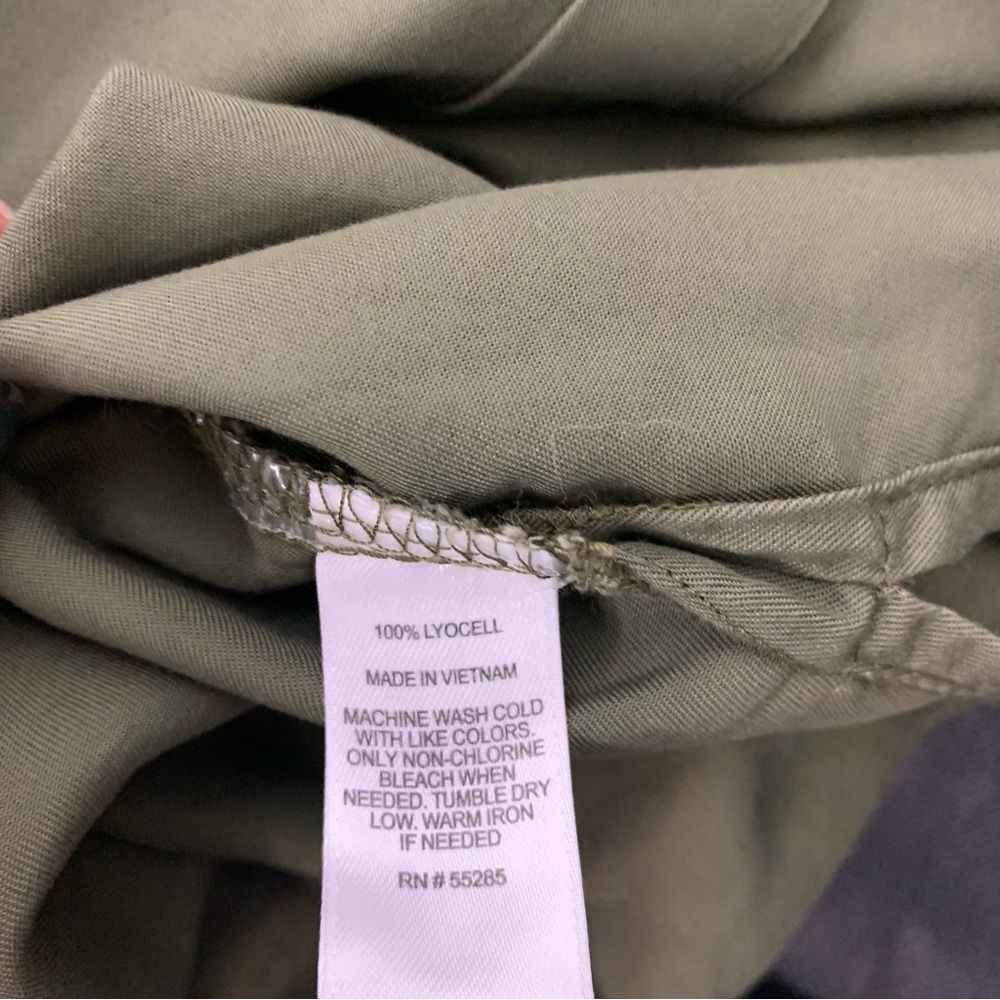 100% LYOCELL
MADE IN VIETNAM
MACHINE WASH COLD
WITH LIKE COLORS.
ONLY NON-CHLORINE
BLEACH WHEN
NEEDED. TUMBLE DRY
LOW. WARM IRON
IF NEEDED
RN # 55285